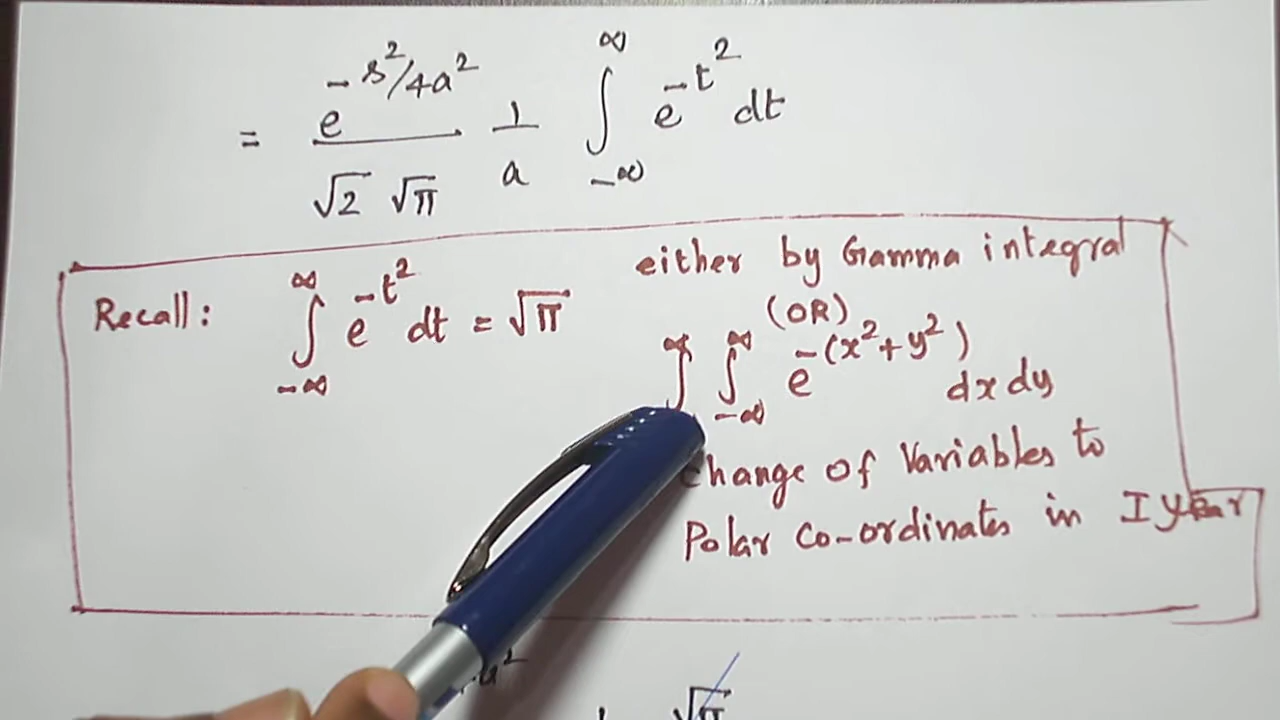 = e^{-s²/4a²} / √2 √π  1/a ∫_{-∞}^{∞} e^{-t²} dt
Recall: ∫_{-∞}^{∞} e^{-t²} dt = √π
either by Gamma integral
(OR)
∫^{∞} ∫_{-∞}^{∞} e^{-(x²+y²)} dx dy
change of Variables to
Polar Co-ordinates in I year
√π